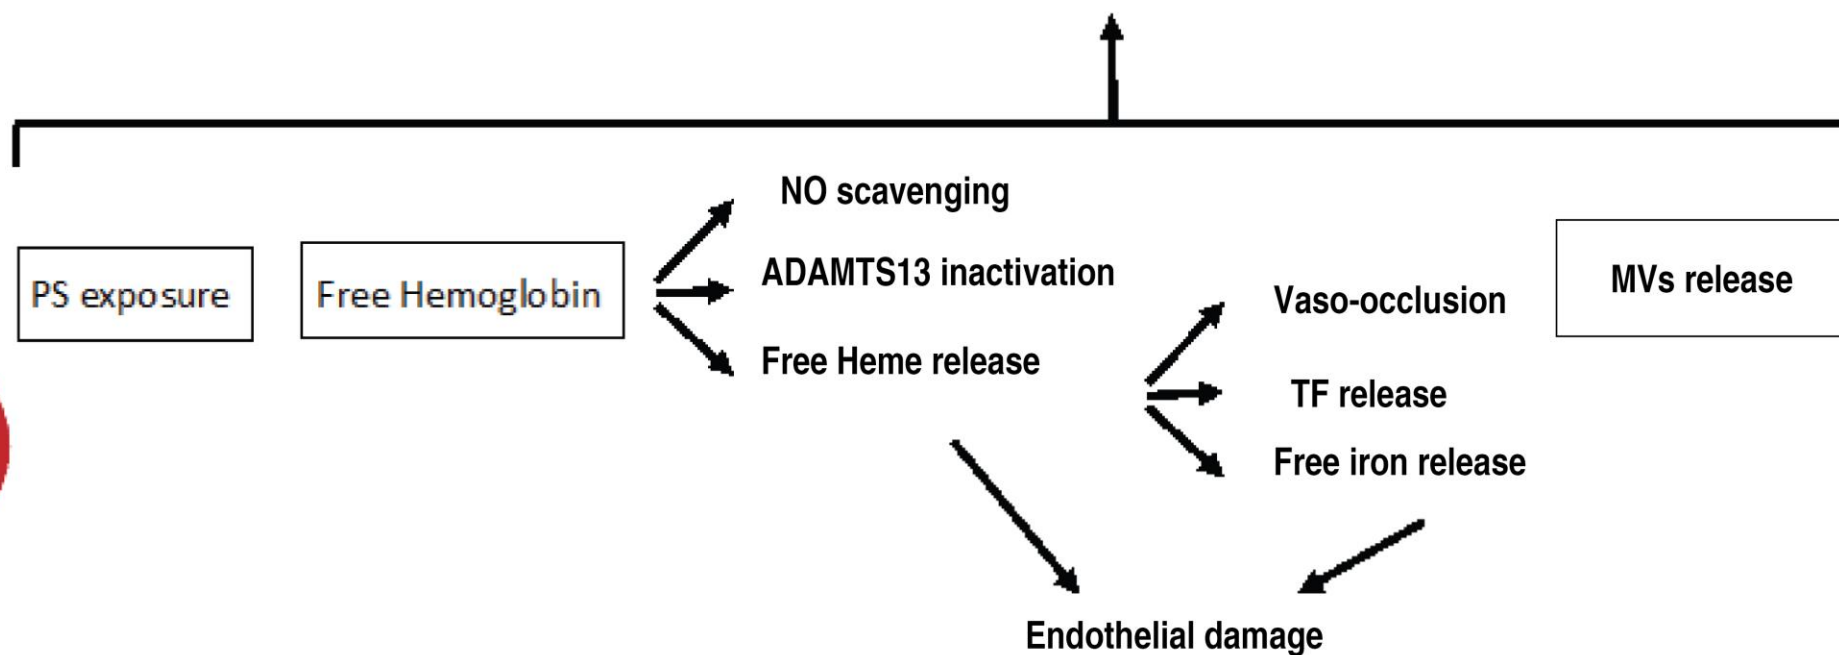 PS exposure
Free Hemoglobin
NO scavenging
ADAMTS13 inactivation
Free Heme release
Vaso-occlusion
TF release
Free iron release
MVs release
Endothelial damage